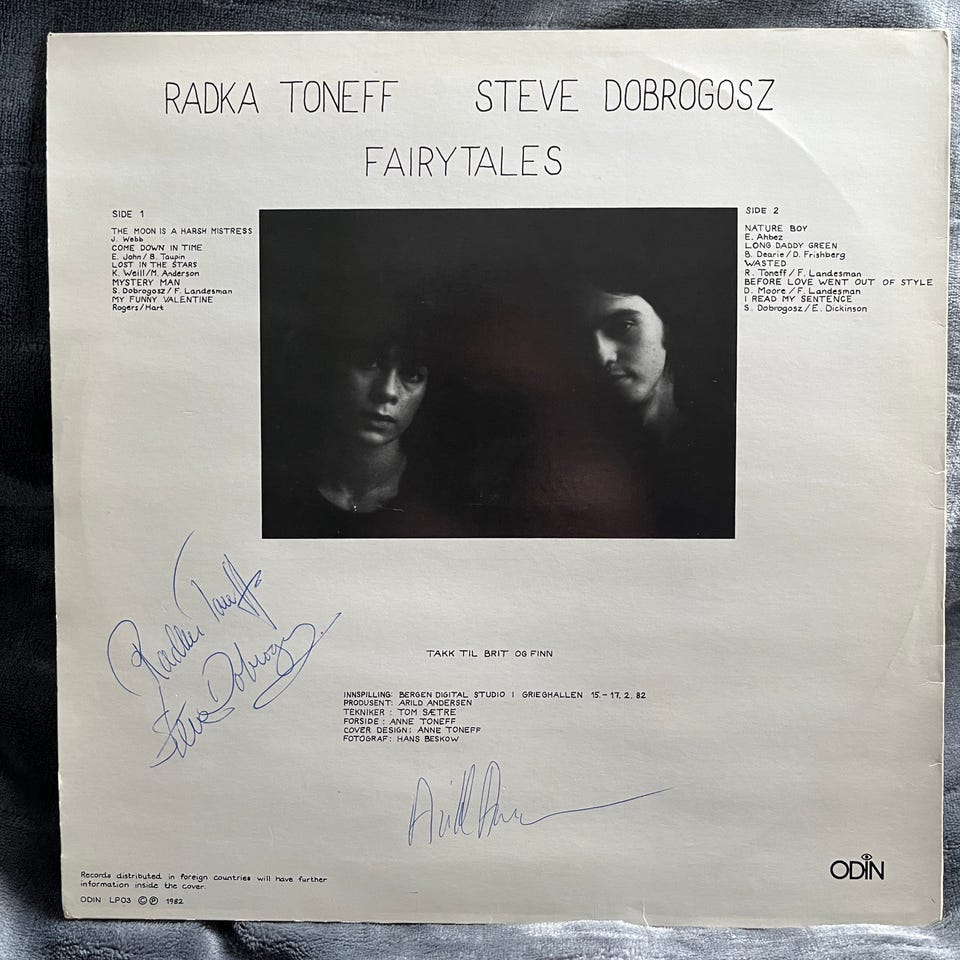 RADKA TONEFF STEVE DOBROGOSZ
FAIRYTALES
SIDE 1
THE MOON IS A HARSH MISTRESS
J. Webb
COME DOWN IN TIME
E. John / B. Taupin
LOST IN THE STARS
K. Weill / M. Anderson
MYSTERY MAN
S. Dobrogosz / F. Landesman
MY FUNNY VALENTINE
Rogers / Hart
SIDE 2
NATURE BOY
E. Ahbez
LONG DADDY GREEN
B. Dearie / D. Frishberg
WASTED
R. Toneff / F. Landesman
BEFORE LOVE WENT OUT OF STYLE
D. Moore / F. Landesman
I READ MY SENTENCE
S. Dobrogosz / E. Dickinson
Radka Toneff
Steve Dobrogosz
TAKK TIL BRIT OG FINN
INNSPILLING: BERGEN DIGITAL STUDIO I GRIEGHALLEN 15.-17. 2. 82
PRODUSENT: ARILD ANDERSEN
TEKNIKER : TOM SÆTRE
FORSIDE : ANNE TONEFF
COVER DESIGN: ANNE TONEFF
FOTOGRAF: HANS BESKOW
Arild
Records distributed in foreign countries will have further
information inside the cover.
ODIN LP03 © ℗ 1982
ODIN